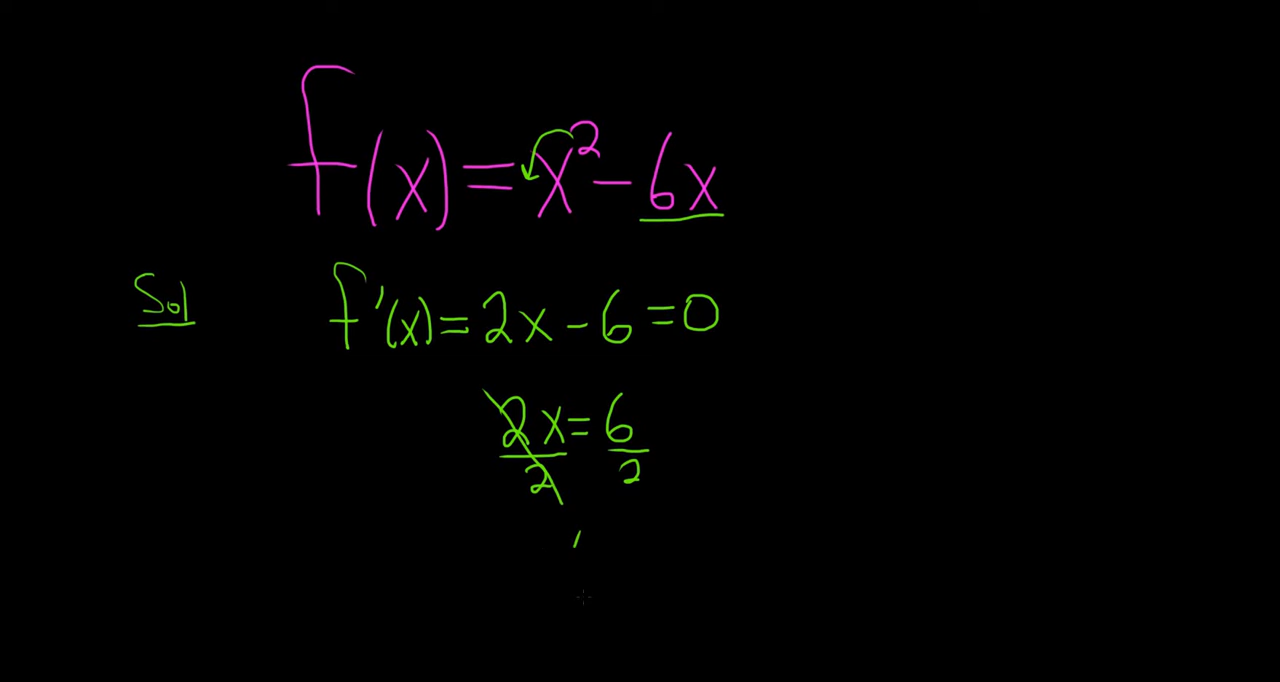 f(x) = x² - 6x
Sol f'(x) = 2x - 6 = 0
2x/2 = 6/2